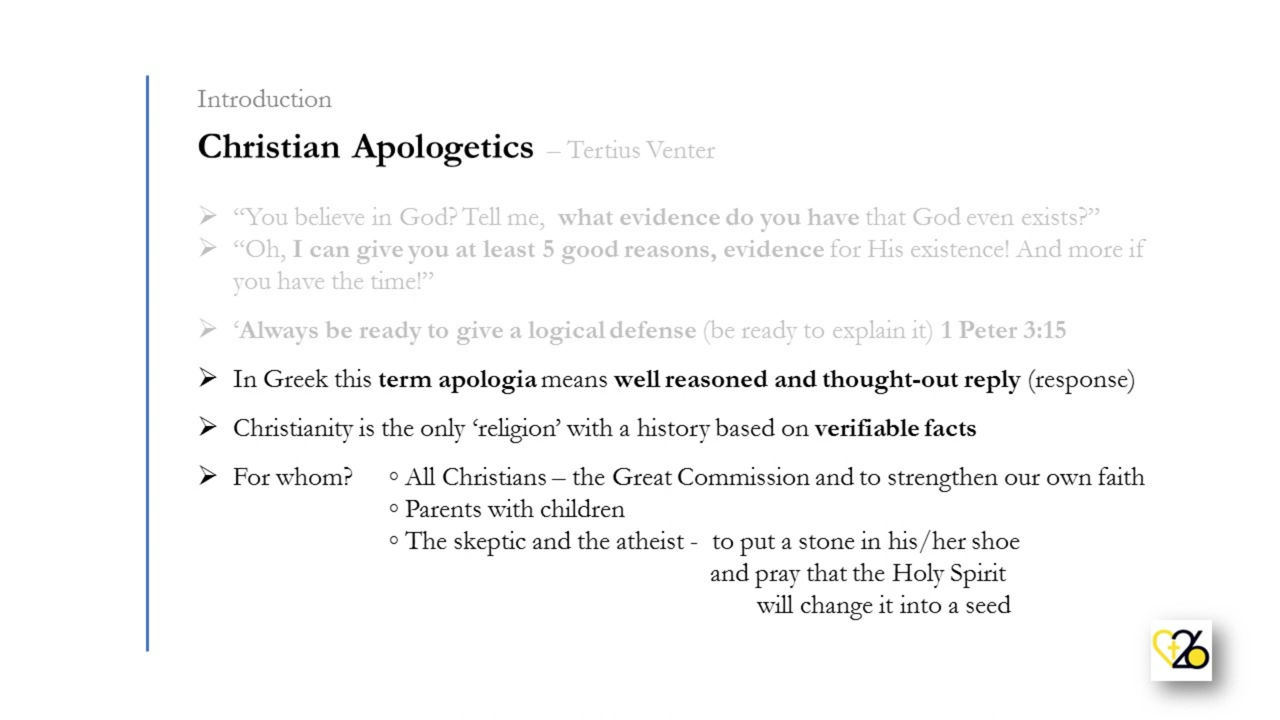 Introduction
Christian Apologetics – Tertius Venter
➢ “You believe in God? Tell me, what evidence do you have that God even exists?”
➢ “Oh, I can give you at least 5 good reasons, evidence for His existence! And more if
you have the time!”
➢ ‘Always be ready to give a logical defense (be ready to explain it) 1 Peter 3:15
➢ In Greek this term apologia means well reasoned and thought-out reply (response)
➢ Christianity is the only ‘religion’ with a history based on verifiable facts
➢ For whom? ○ All Christians – the Great Commission and to strengthen our own faith
○ Parents with children
○ The skeptic and the atheist - to put a stone in his/her shoe
and pray that the Holy Spirit
will change it into a seed
26